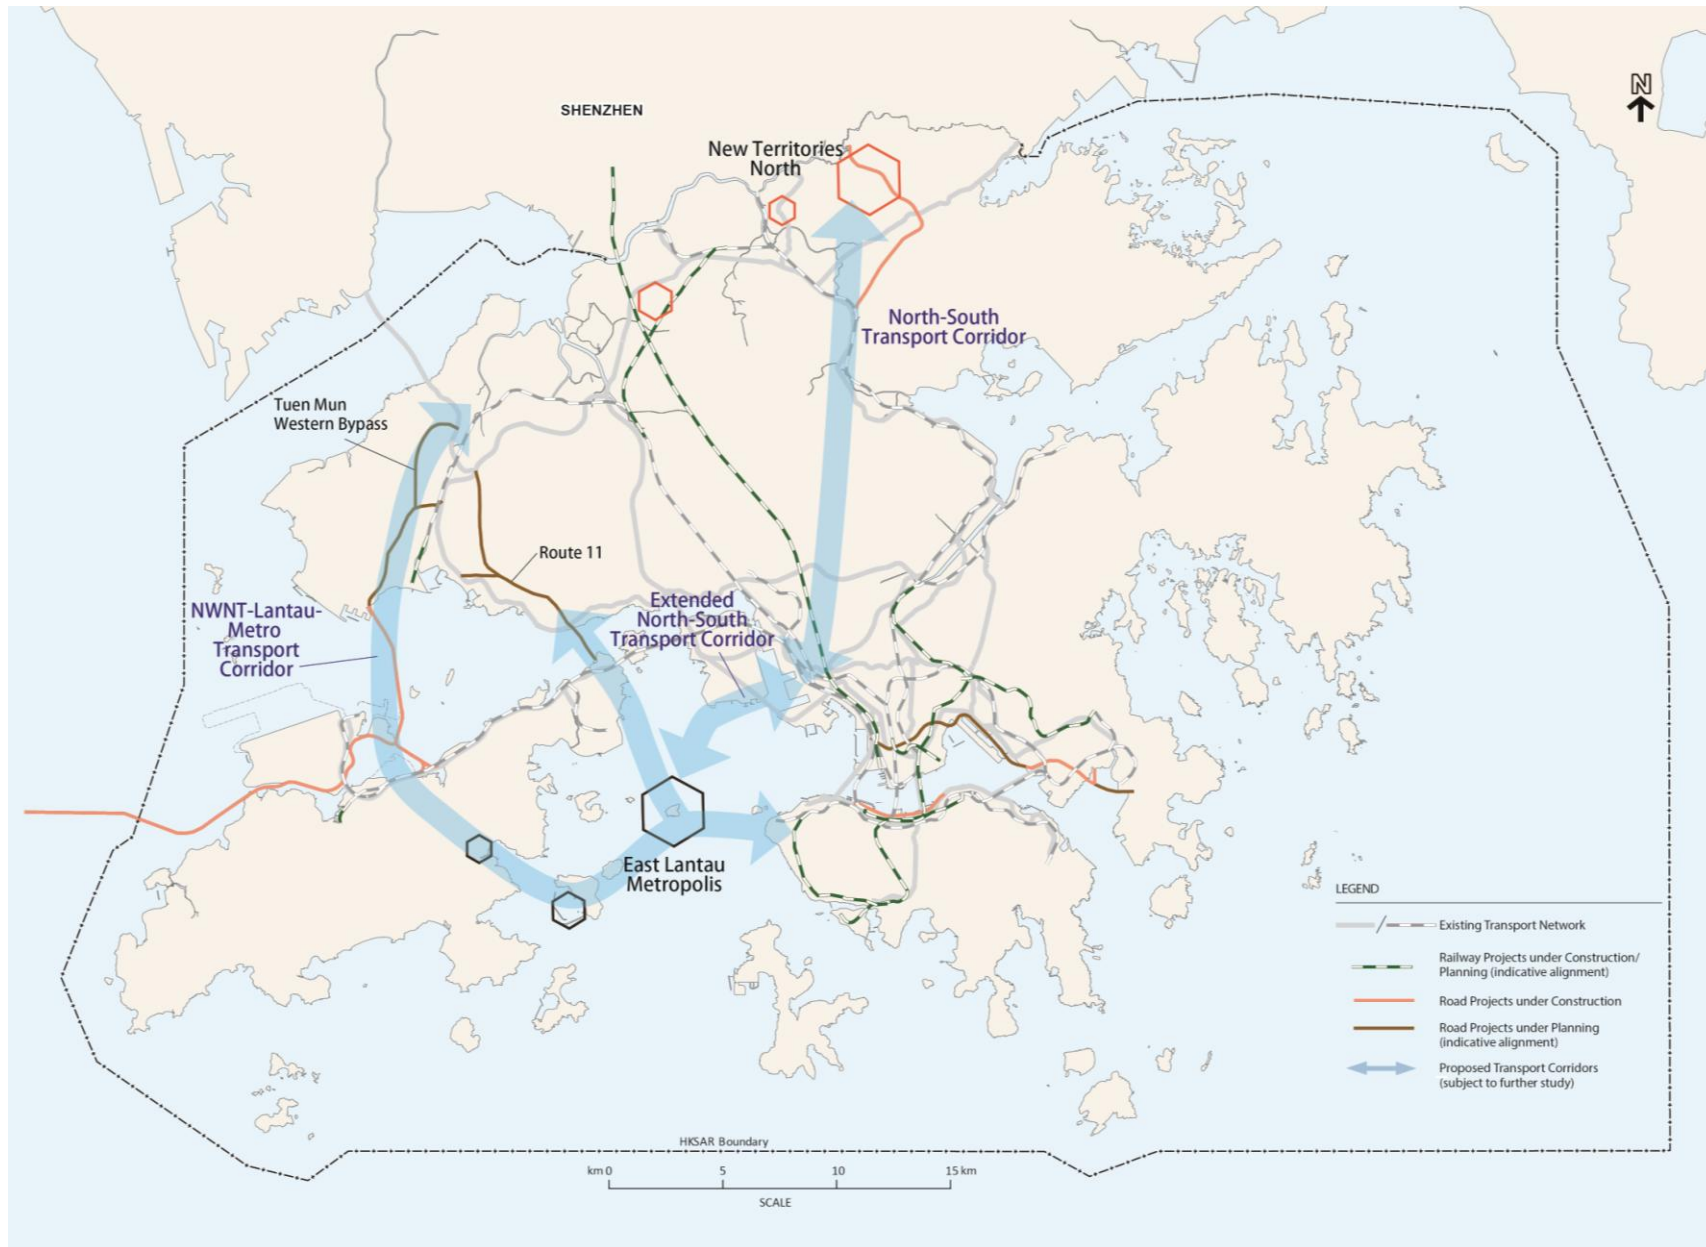 N
SHENZHEN
New Territories
North
North-South
Transport Corridor
Tuen Mun
Western Bypass
Route 11
NWNT-Lantau-
Metro
Transport
Corridor
Extended
North-South
Transport Corridor
East Lantau
Metropolis
LEGEND
Existing Transport Network
Railway Projects under Construction/
Planning (indicative alignment)
Road Projects under Construction
Road Projects under Planning
(indicative alignment)
Proposed Transport Corridors
(subject to further study)
HKSAR Boundary
km 0 5 10 15 km
SCALE